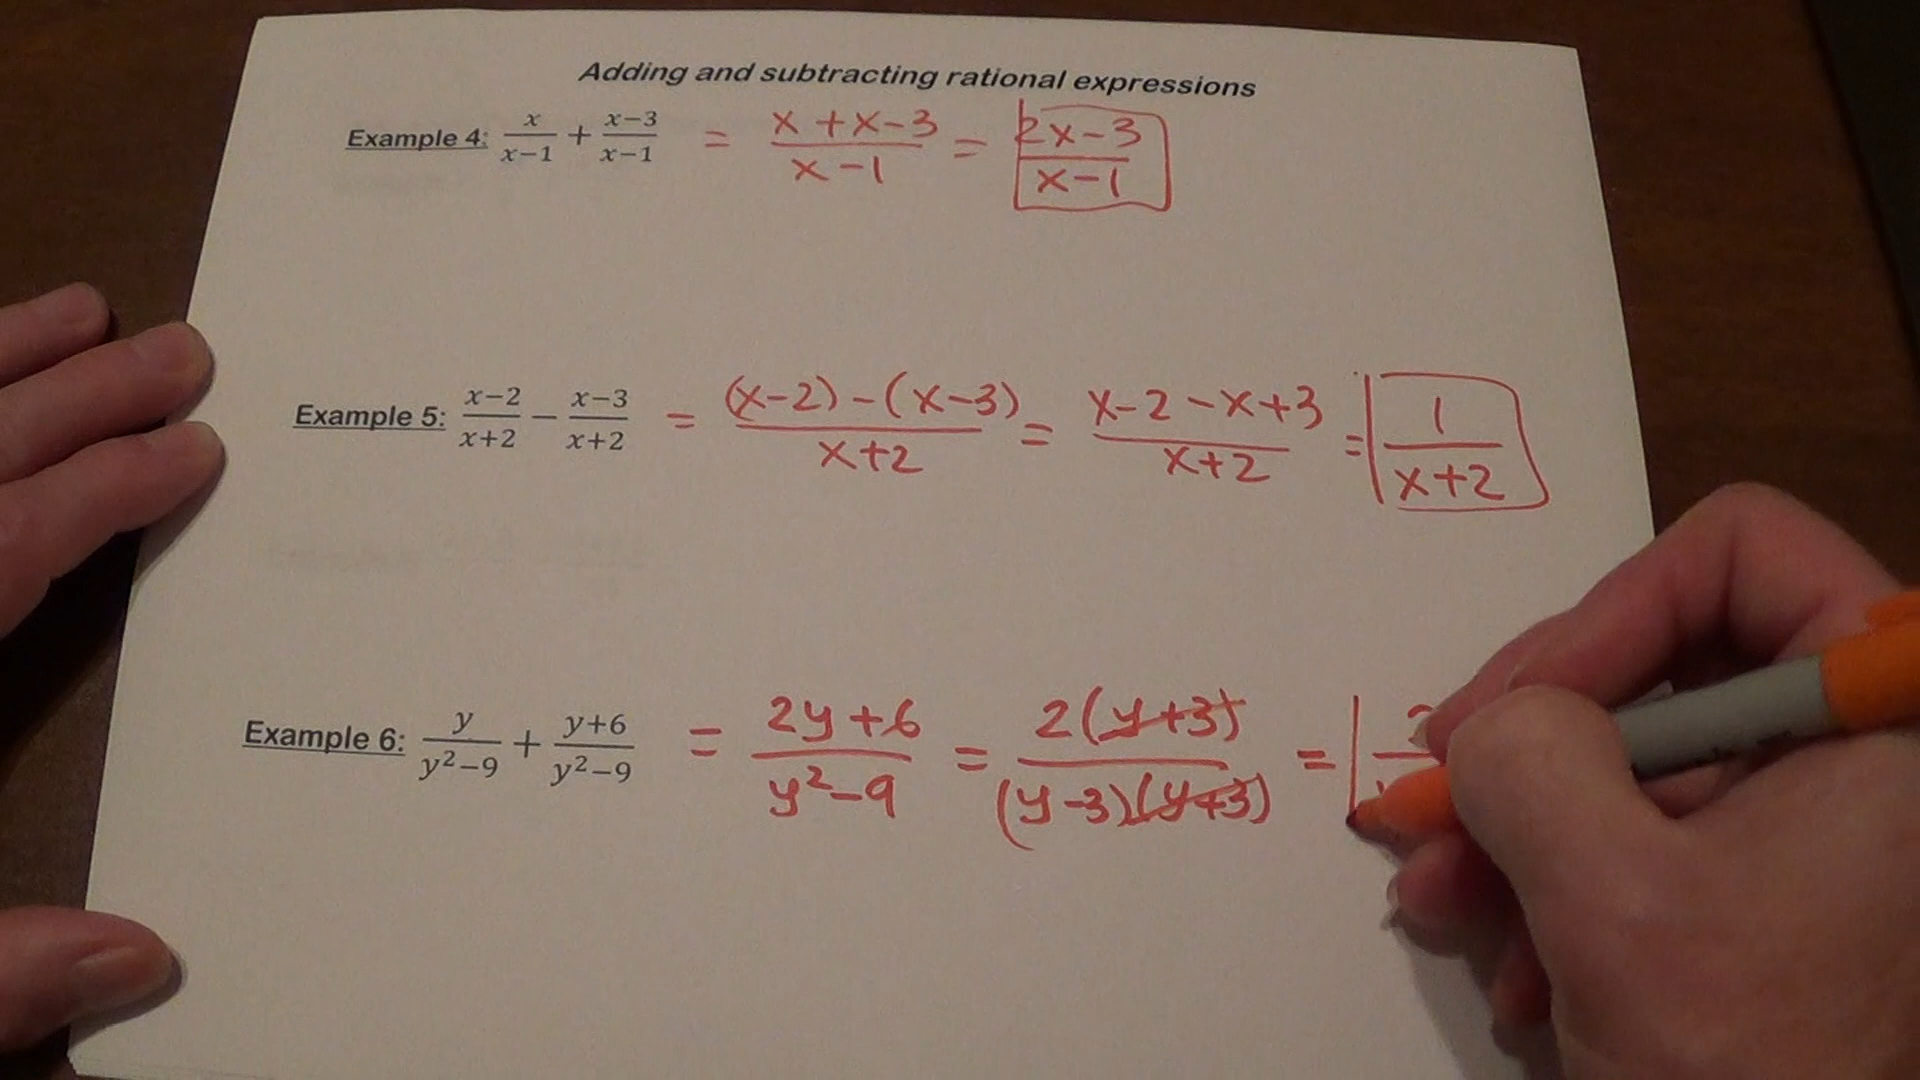 Adding and subtracting rational expressions
Example 4: x/(x−1) + (x−3)/(x−1) = (x+x−3)/(x−1) = (2x−3)/(x−1)
Example 5: (x−2)/(x+2) − (x−3)/(x+2) = ((x−2)−(x−3))/(x+2) = (x−2−x+3)/(x+2) = 1/(x+2)
Example 6: y/(y²−9) + (y+6)/(y²−9) = (2y+6)/(y²−9) = 2(y+3)/((y−3)(y+3)) =